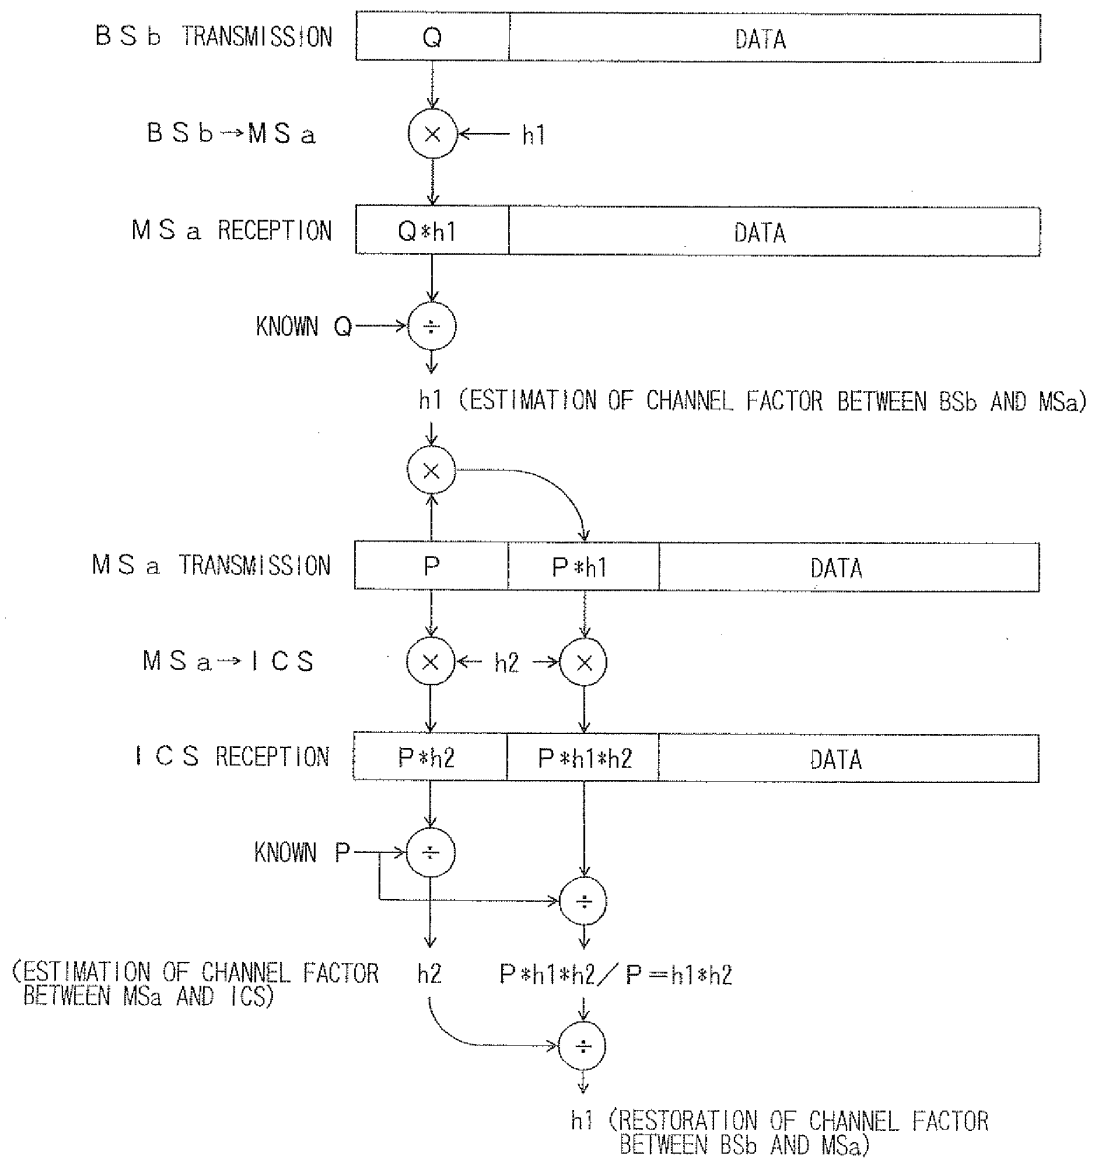 BSb TRANSMISSION Q DATA
×
BSb→MSa h1
MSa RECEPTION Q*h1 DATA
KNOWN Q ÷
h1 (ESTIMATION OF CHANNEL FACTOR BETWEEN BSb AND MSa)
×
MSa TRANSMISSION P P*h1 DATA
MSa→ICS × h2 ×
ICS RECEPTION P*h2 P*h1*h2 DATA
KNOWN P ÷
÷
(ESTIMATION OF CHANNEL FACTOR
BETWEEN MSa AND ICS)
h2 P*h1*h2/P=h1*h2
÷
h1 (RESTORATION OF CHANNEL FACTOR
BETWEEN BSb AND MSa)